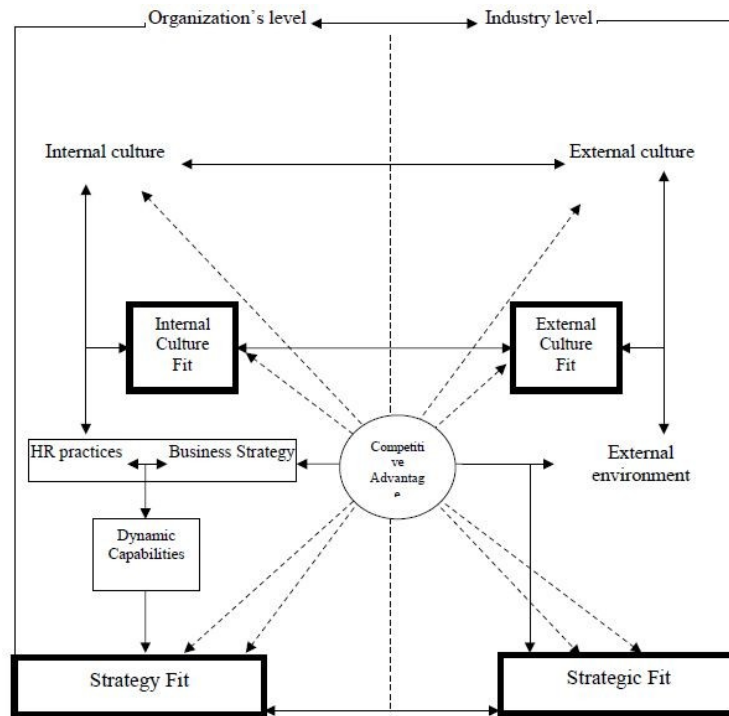 Organization`s level
Industry level
Internal culture
External culture
Internal
Culture
Fit
External
Culture
Fit
HR practices
Business Strategy
Competiti
ve
Advantag
e
External
environment
Dynamic
Capabilities
Strategy Fit
Strategic Fit